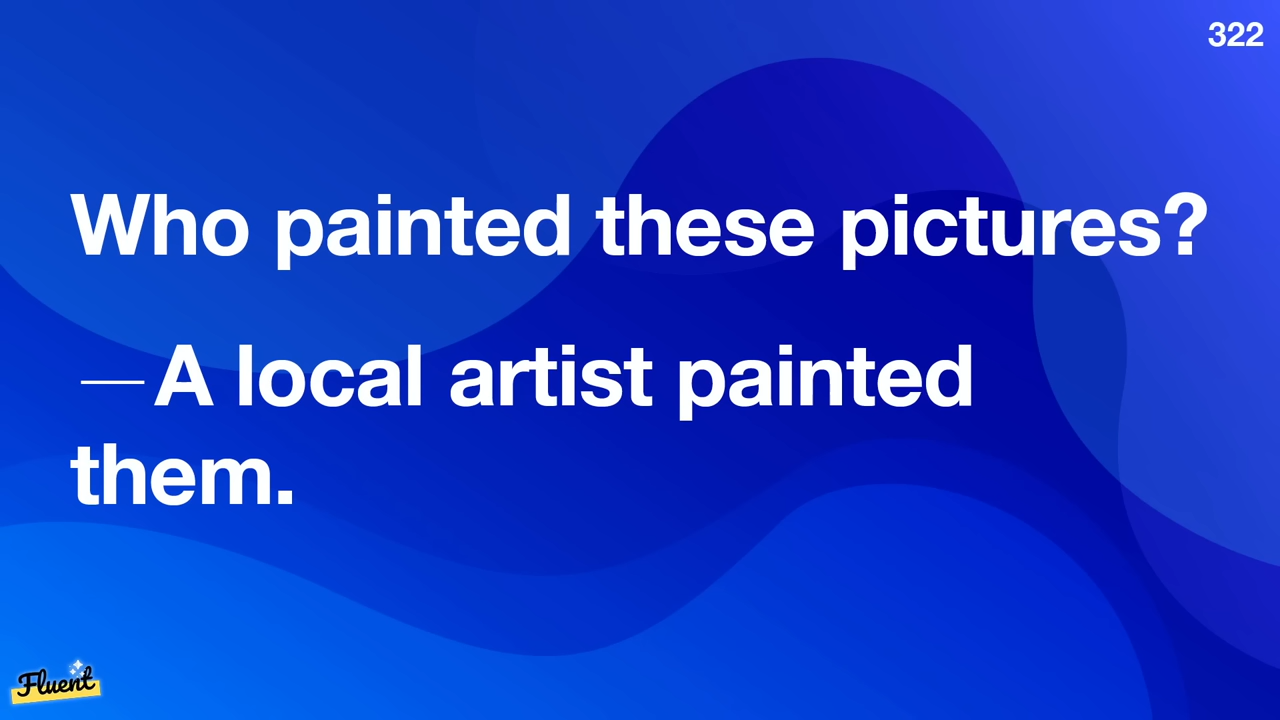 322
Who painted these pictures?
—A local artist painted
them.
Fluent